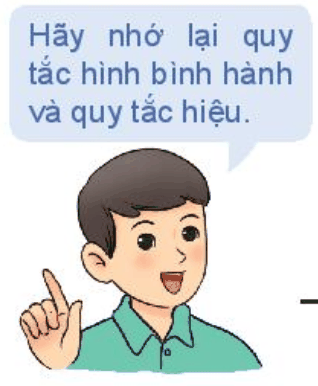 Hãy nhớ lại quy
tắc hình bình hành
và quy tắc hiệu.